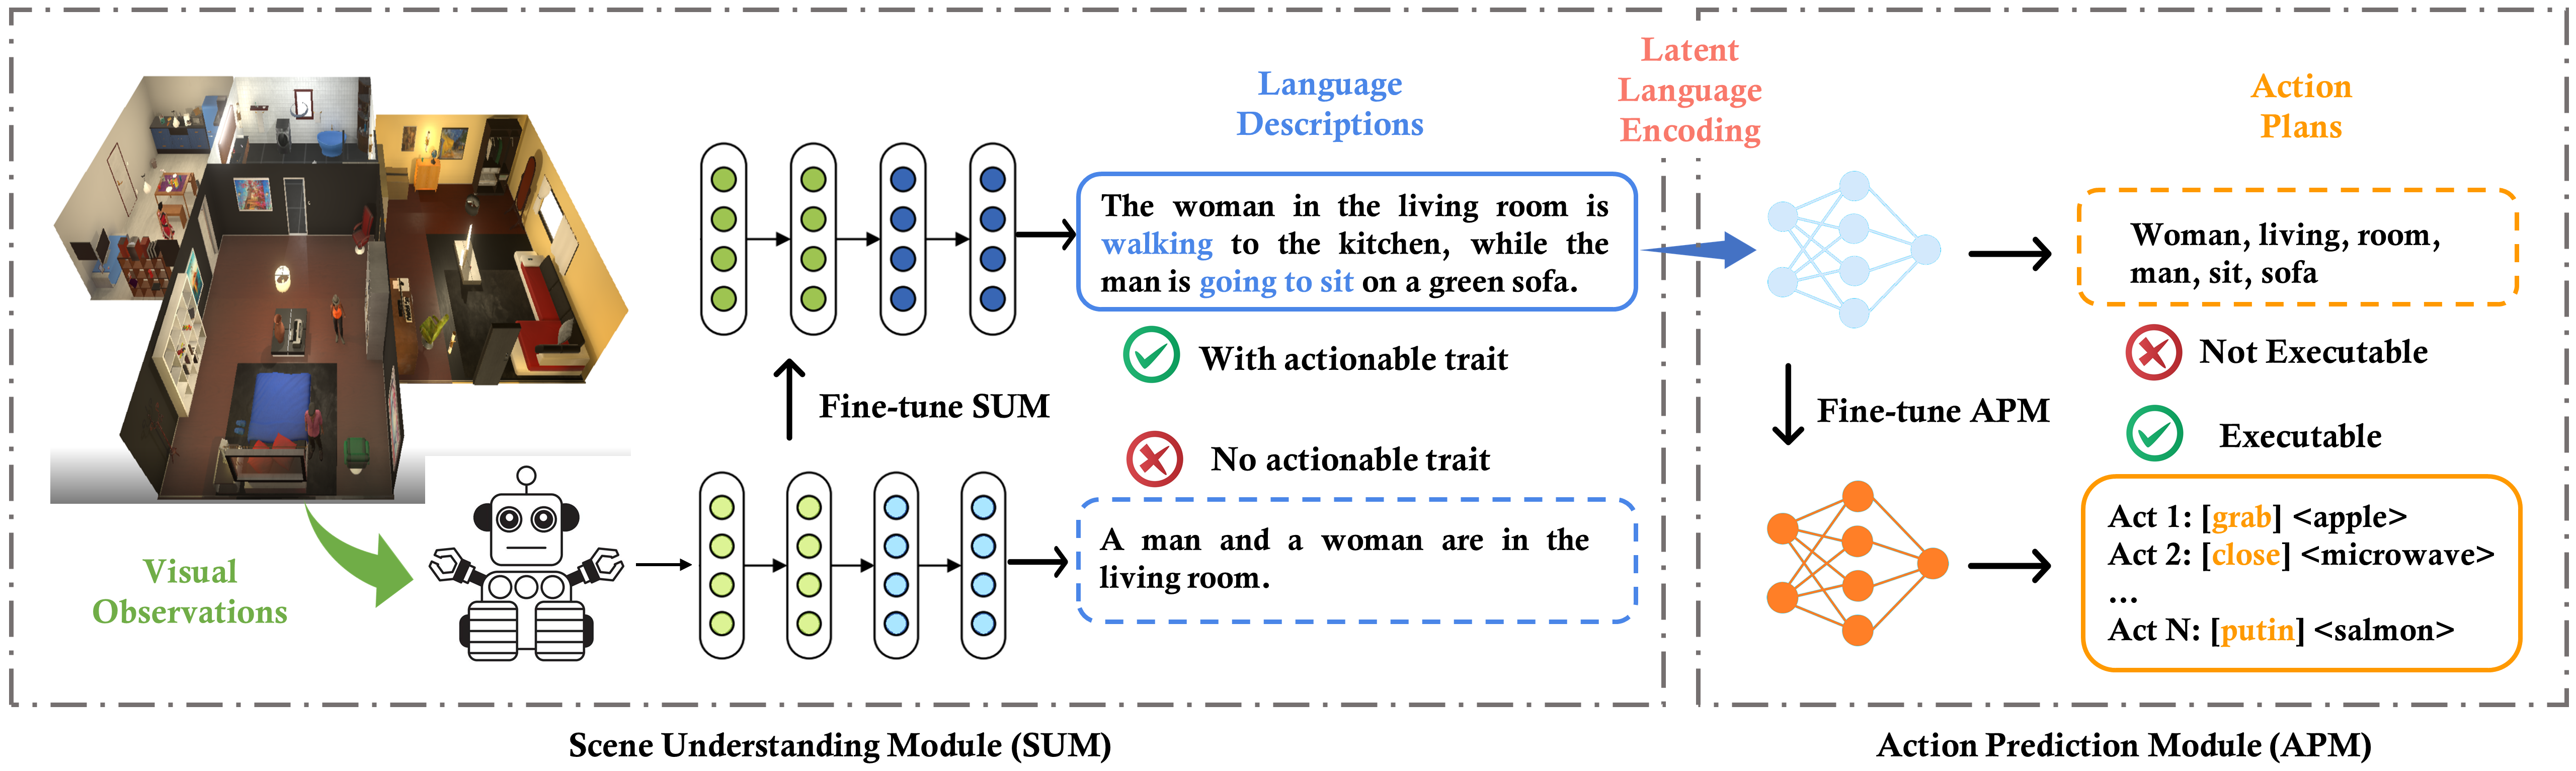 Language
Descriptions
Latent
Language
Encoding
Action
Plans
The woman in the living room is
walking to the kitchen, while the
man is going to sit on a green sofa.
Woman, living, room,
man, sit, sofa
With actionable trait
Not Executable
Fine-tune SUM
Fine-tune APM
Executable
No actionable trait
A man and a woman are in the
living room.
Act 1: [grab] <apple>
Act 2: [close] <microwave>
...
Act N: [putin] <salmon>
Visual
Observations
Scene Understanding Module (SUM)
Action Prediction Module (APM)